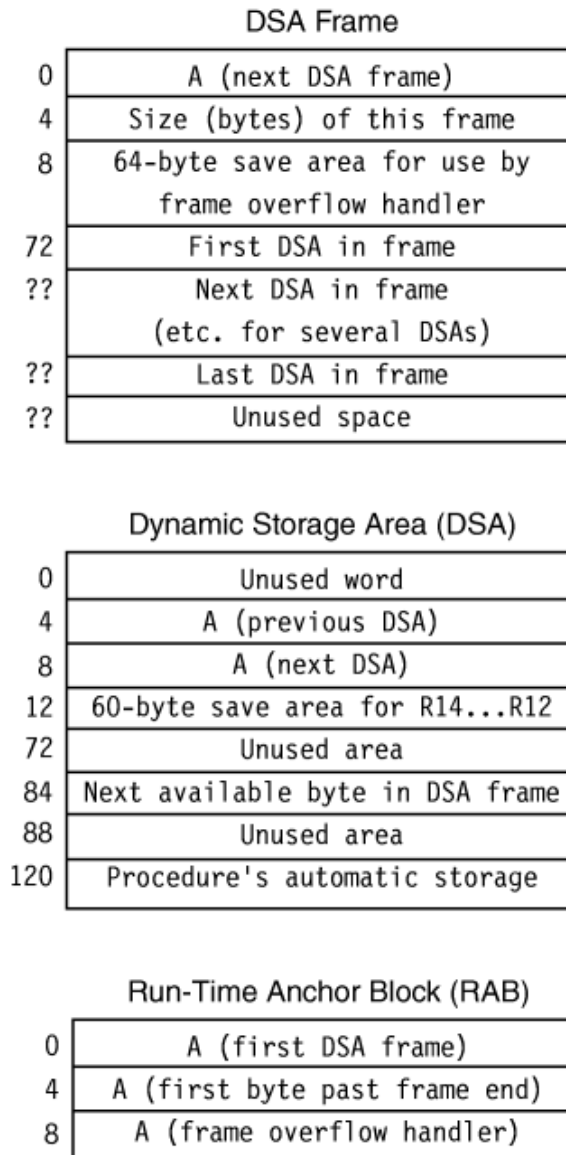 DSA Frame
0 A (next DSA frame)
4 Size (bytes) of this frame
8 64-byte save area for use by
frame overflow handler
72 First DSA in frame
?? Next DSA in frame
(etc. for several DSAs)
?? Last DSA in frame
?? Unused space
Dynamic Storage Area (DSA)
0 Unused word
4 A (previous DSA)
8 A (next DSA)
12 60-byte save area for R14...R12
72 Unused area
84 Next available byte in DSA frame
88 Unused area
120 Procedure's automatic storage
Run-Time Anchor Block (RAB)
0 A (first DSA frame)
4 A (first byte past frame end)
8 A (frame overflow handler)